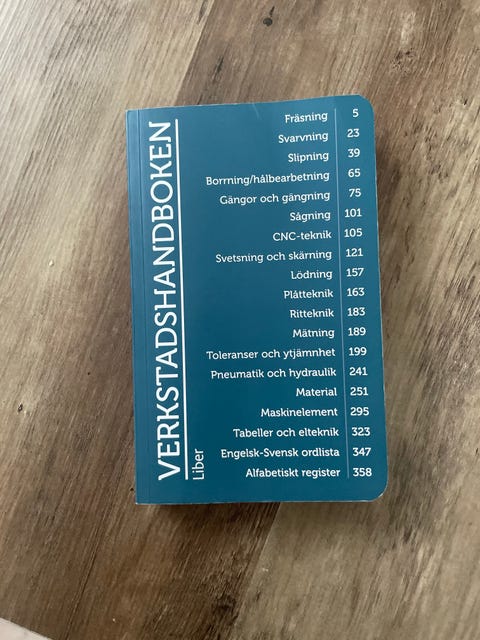 VERKSTADSHANDBOKEN
Liber
Fräsning 5
Svarvning 23
Slipning 39
Borrning/hålbearbetning 65
Gängor och gängning 75
Sågning 101
CNC-teknik 105
Svetsning och skärning 121
Lödning 157
Plåtteknik 163
Ritteknik 183
Mätning 189
Toleranser och ytjämnhet 199
Pneumatik och hydraulik 241
Material 251
Maskinelement 295
Tabeller och elteknik 323
Engelsk-Svensk ordlista 347
Alfabetiskt register 358